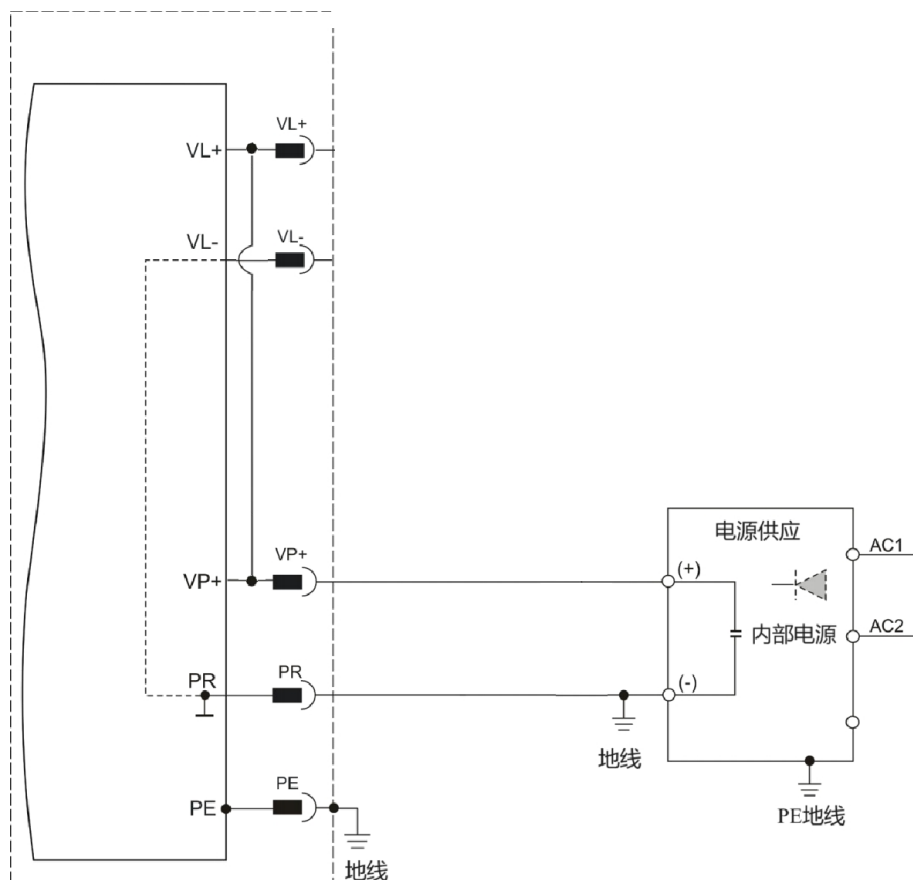 VL+
VL+
VL-
VL-
电源供应
AC1
VP+
VP+
(+)
内部电源
AC2
PR
PR
(-)
地线
PE
PE
地线
PE地线